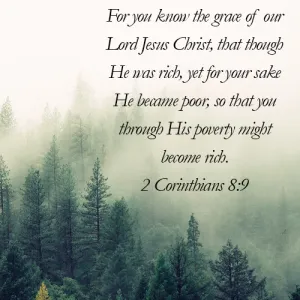 For you know the grace of our
Lord Jesus Christ, that though
He was rich, yet for your sake
He became poor, so that you
through His poverty might
become rich.
2 Corinthians 8:9